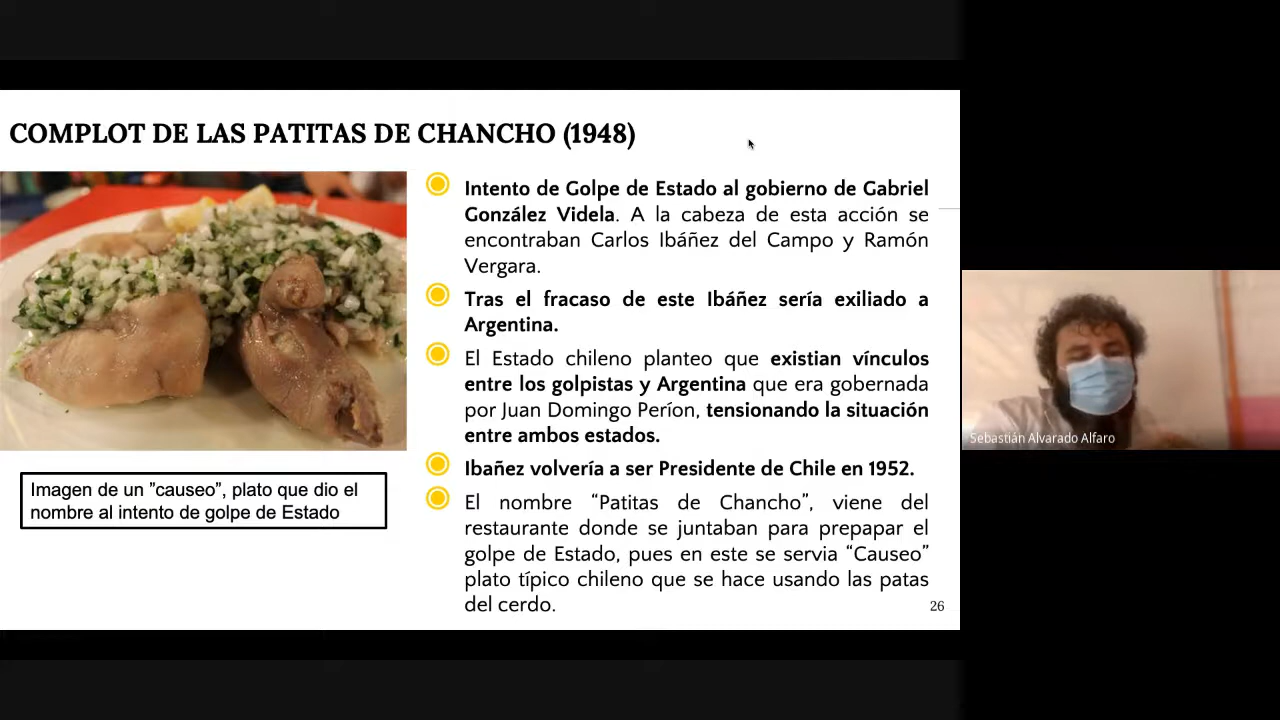 COMPLOT DE LAS PATITAS DE CHANCHO (1948)
Intento de Golpe de Estado al gobierno de Gabriel
González Videla. A la cabeza de esta acción se
encontraban Carlos Ibáñez del Campo y Ramón
Vergara.
Tras el fracaso de este Ibáñez sería exiliado a
Argentina.
El Estado chileno planteo que existian vínculos
entre los golpistas y Argentina que era gobernada
por Juan Domingo Períon, tensionando la situación
entre ambos estados.
Ibañez volvería a ser Presidente de Chile en 1952.
El nombre “Patitas de Chancho”, viene del
restaurante donde se juntaban para prepapar el
golpe de Estado, pues en este se servia “Causeo”
plato típico chileno que se hace usando las patas
del cerdo.
Imagen de un ”causeo”, plato que dio el
nombre al intento de golpe de Estado
26
Sebastián Alvarado Alfaro